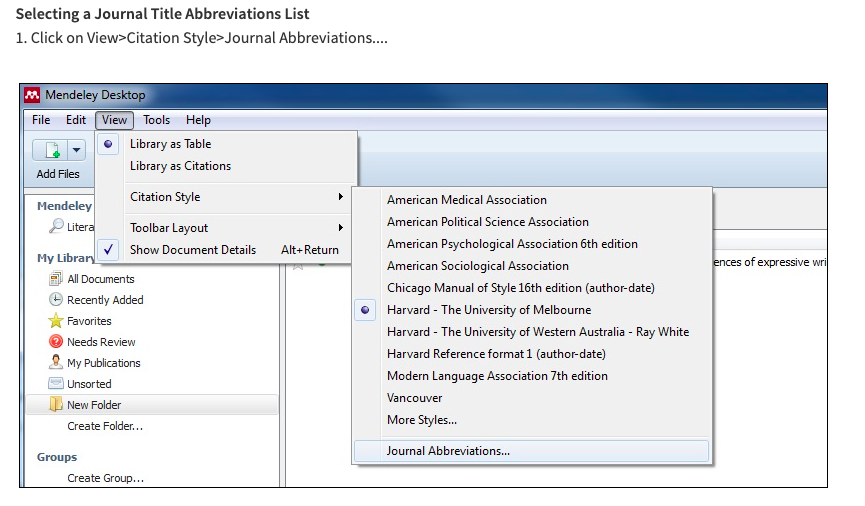 Selecting a Journal Title Abbreviations List
1. Click on View>Citation Style>Journal Abbreviations....
Mendeley Desktop
File Edit View Tools Help
Add Files
Library as Table
Library as Citations
Citation Style
Toolbar Layout
Show Document Details Alt+Return
American Medical Association
American Political Science Association
American Psychological Association 6th edition
American Sociological Association
Chicago Manual of Style 16th edition (author-date)
Harvard - The University of Melbourne
Harvard - The University of Western Australia - Ray White
Harvard Reference format 1 (author-date)
Modern Language Association 7th edition
Vancouver
More Styles...
Journal Abbreviations...
Mendeley
Litera
My Library
All Documents
Recently Added
Favorites
Needs Review
My Publications
Unsorted
New Folder
Create Folder...
Groups
Create Group...
ences of expressive wri